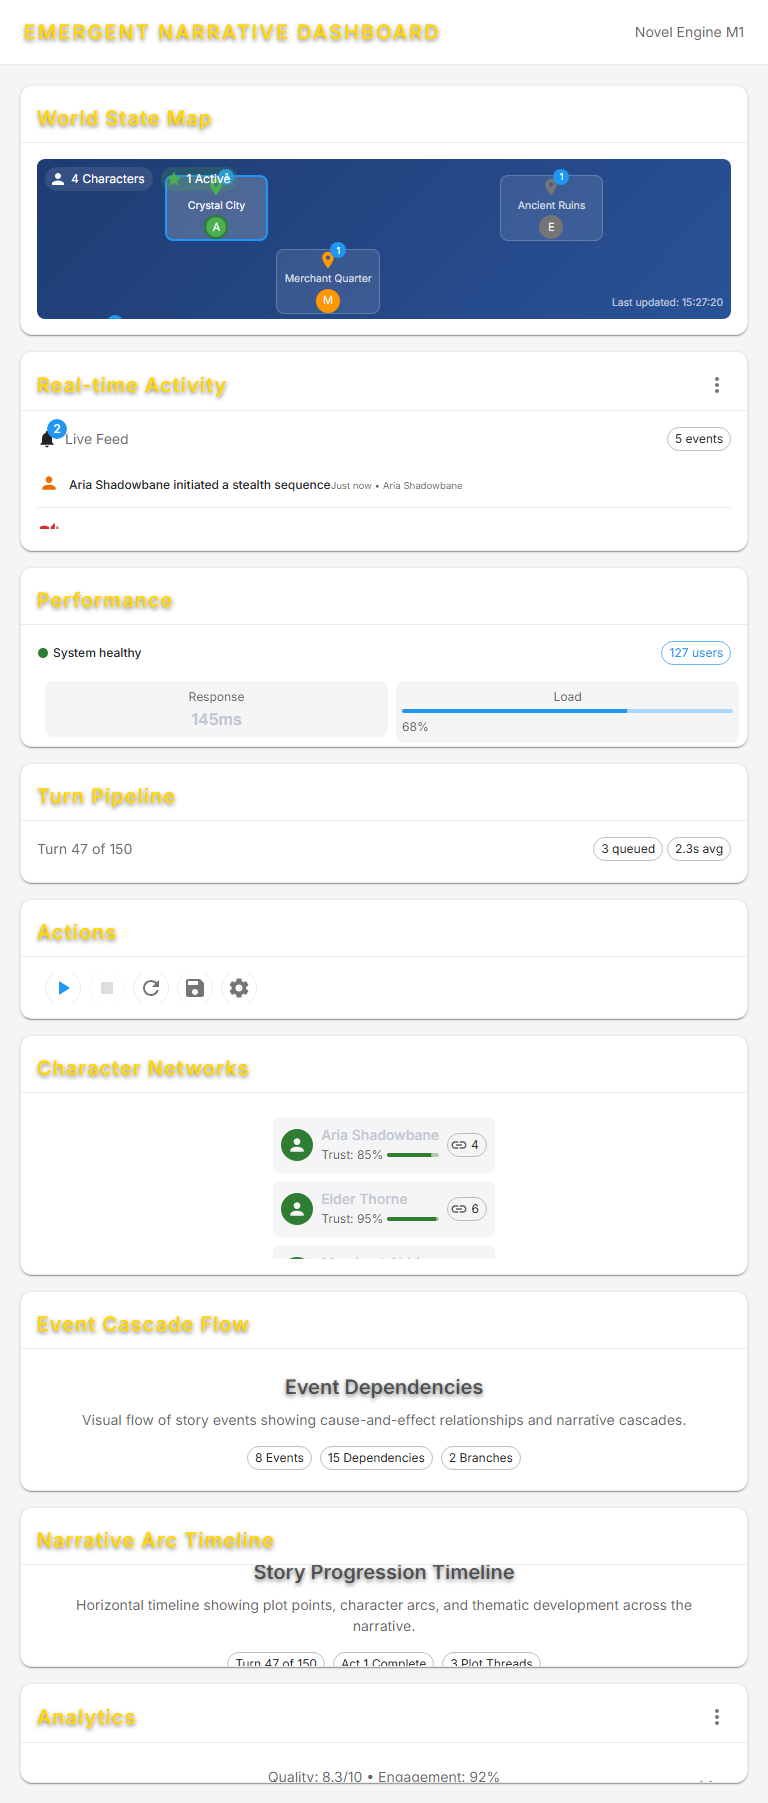 EMERGENT NARRATIVE DASHBOARD
Novel Engine M1
World State Map
4 Characters
1 Active
1
Crystal City
A
1
Ancient Ruins
E
1
Merchant Quarter
M
Last updated: 15:27:20
Real-time Activity
2
Live Feed
5 events
Aria Shadowbane initiated a stealth sequenceJust now • Aria Shadowbane
Performance
System healthy
127 users
Response
145ms
Load
68%
Turn Pipeline
Turn 47 of 150
3 queued
2.3s avg
Actions
Character Networks
Aria Shadowbane
Trust: 85%
4
Elder Thorne
Trust: 95%
6
Event Cascade Flow
Event Dependencies
Visual flow of story events showing cause-and-effect relationships and narrative cascades.
8 Events
15 Dependencies
2 Branches
Narrative Arc Timeline
Story Progression Timeline
Horizontal timeline showing plot points, character arcs, and thematic development across the
narrative.
Turn 47 of 150
Act 1 Complete
3 Plot Threads
Analytics
Quality: 8.3/10 • Engagement: 92%